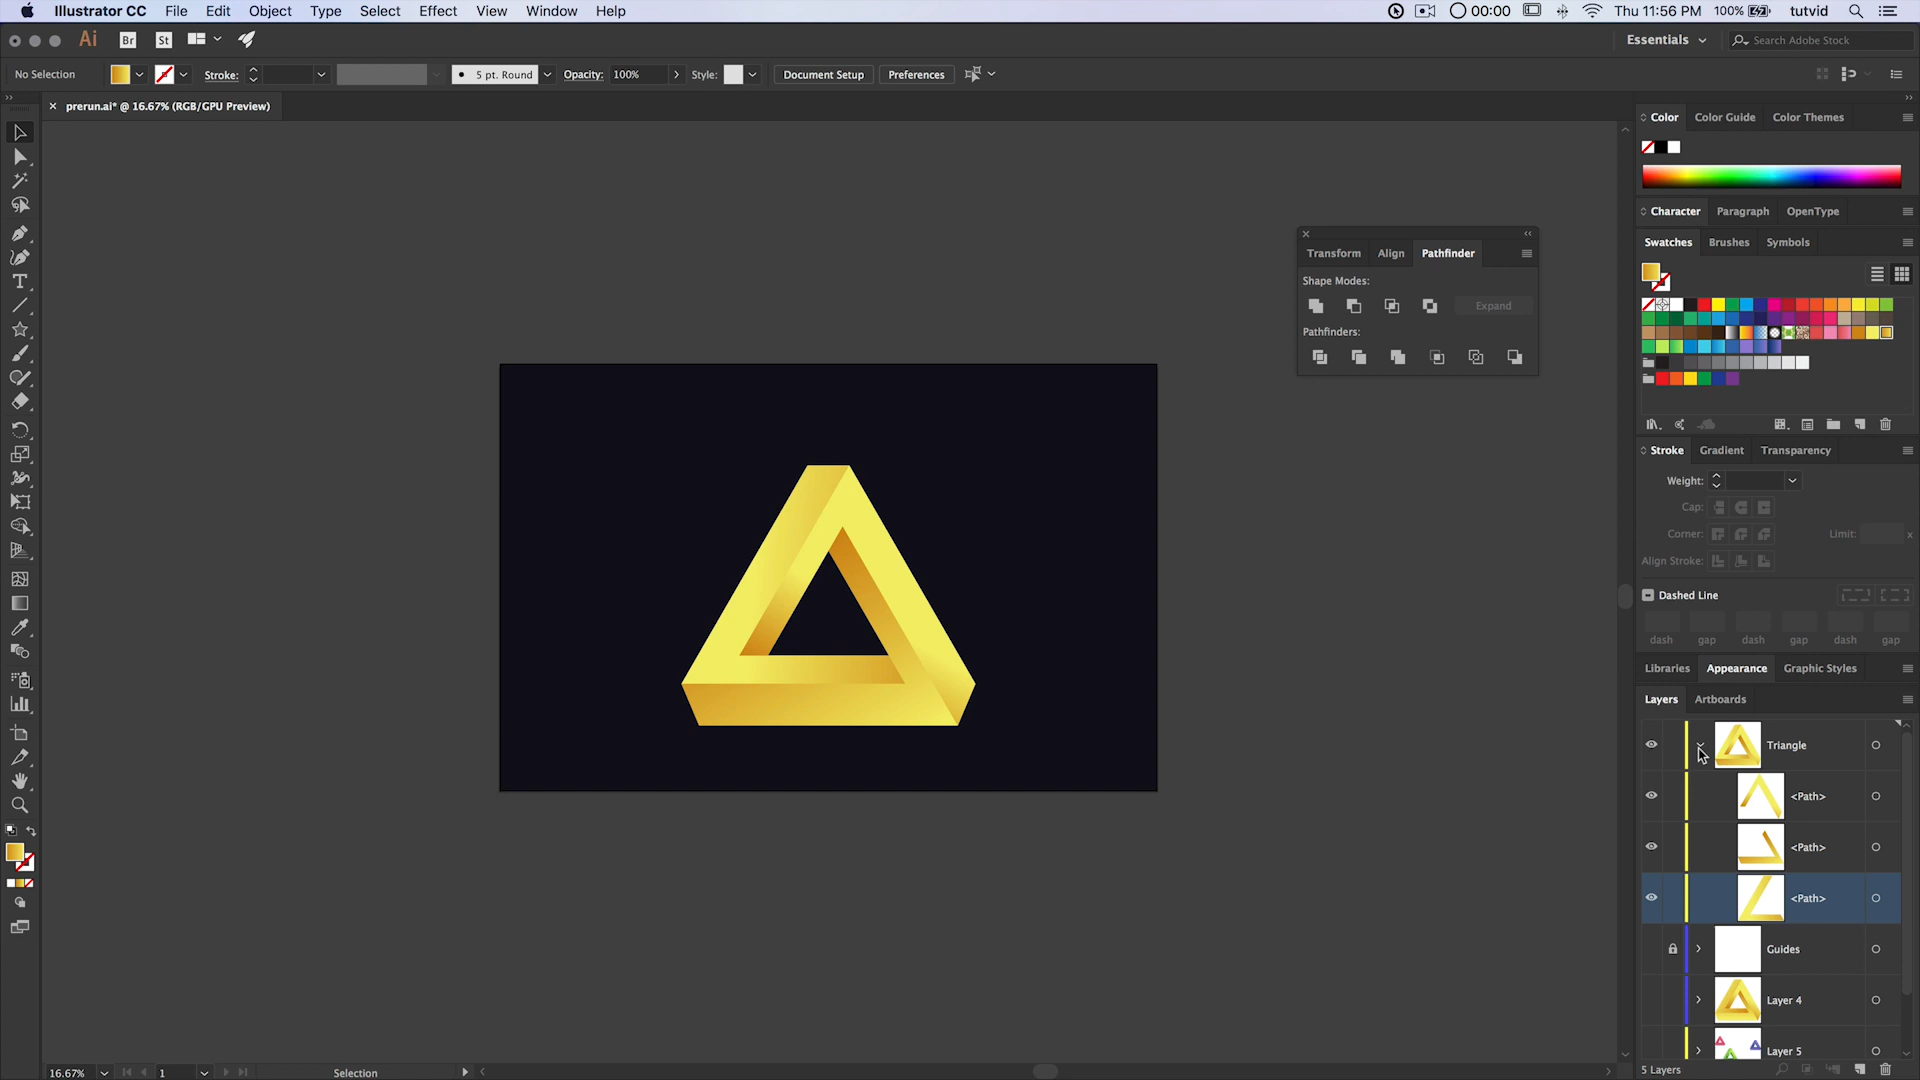 Illustrator CC File Edit Object Type Select Effect View Window Help 00:00 Thu 11:56 PM 100% tutvid
Ai Br St Essentials Search Adobe Stock
No Selection Stroke: 5 pt. Round Opacity: 100% Style: Document Setup Preferences
prerun.ai* @ 16.67% (RGB/GPU Preview)
Color Color Guide Color Themes
Character Paragraph OpenType
Swatches Brushes Symbols
Transform Align Pathfinder
Shape Modes:
Expand
Pathfinders:
Stroke Gradient Transparency
Weight:
Cap:
Corner: Limit: x
Align Stroke:
Dashed Line
dash gap dash gap dash gap
Libraries Appearance Graphic Styles
Layers Artboards
Triangle
<Path>
<Path>
<Path>
Guides
Layer 4
Layer 5
5 Layers
16.67% 1 Selection